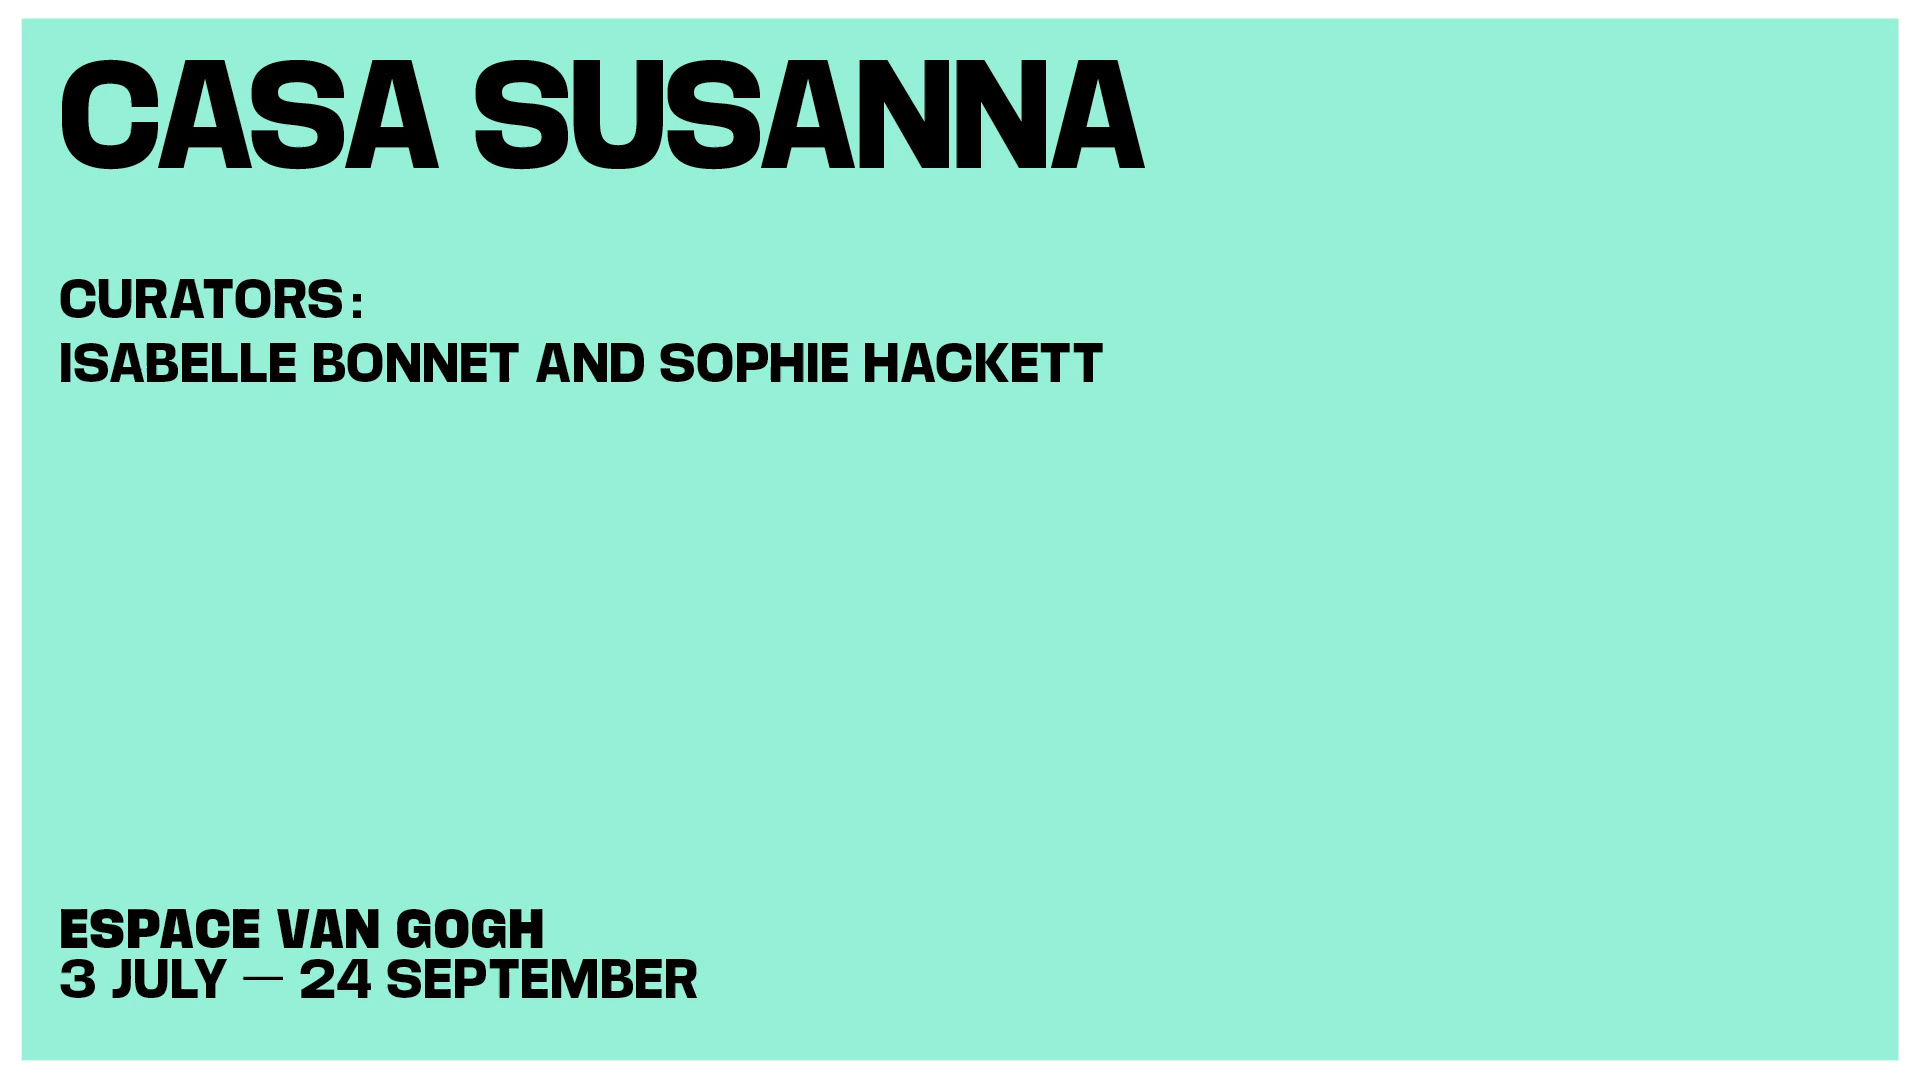 CASA SUSANNA
CURATORS:
ISABELLE BONNET AND SOPHIE HACKETT
ESPACE VAN GOGH
3 JULY — 24 SEPTEMBER